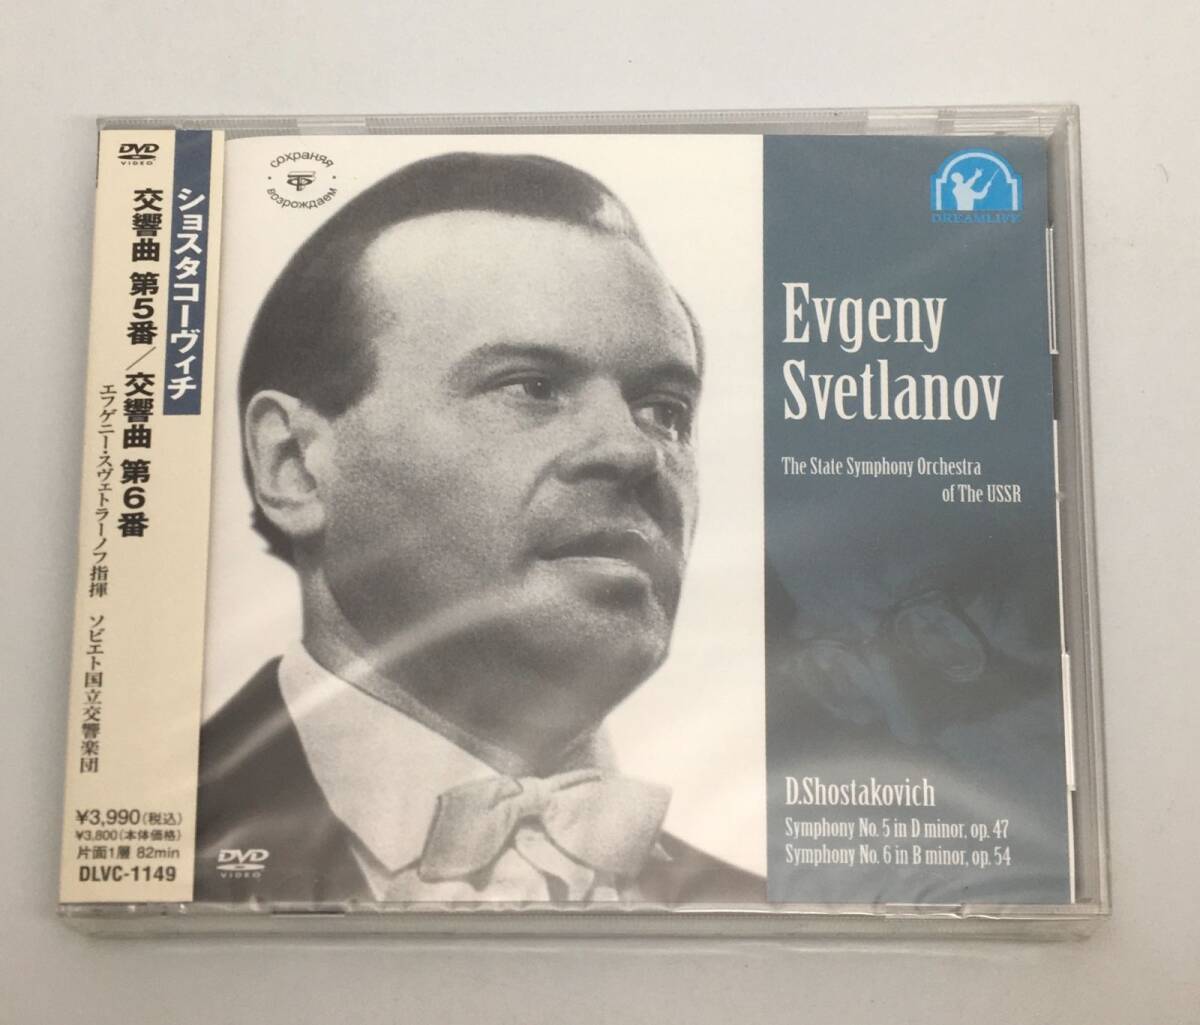 DVD
VIDEO
ショスタコーヴィチ
交響曲 第5番／交響曲 第6番
エフゲニー・スヴェトラーノフ指揮 ソビエト国立交響楽団
¥3,990(税込)
¥3,800(本体価格)
片面1層 82min
DLVC-1149
сохраняя
возрождаем
DVD
VIDEO
DREAMLIFE
Evgeny
Svetlanov
The State Symphony Orchestra
of The USSR
D.Shostakovich
Symphony No. 5 in D minor, op. 47
Symphony No. 6 in B minor, op. 54